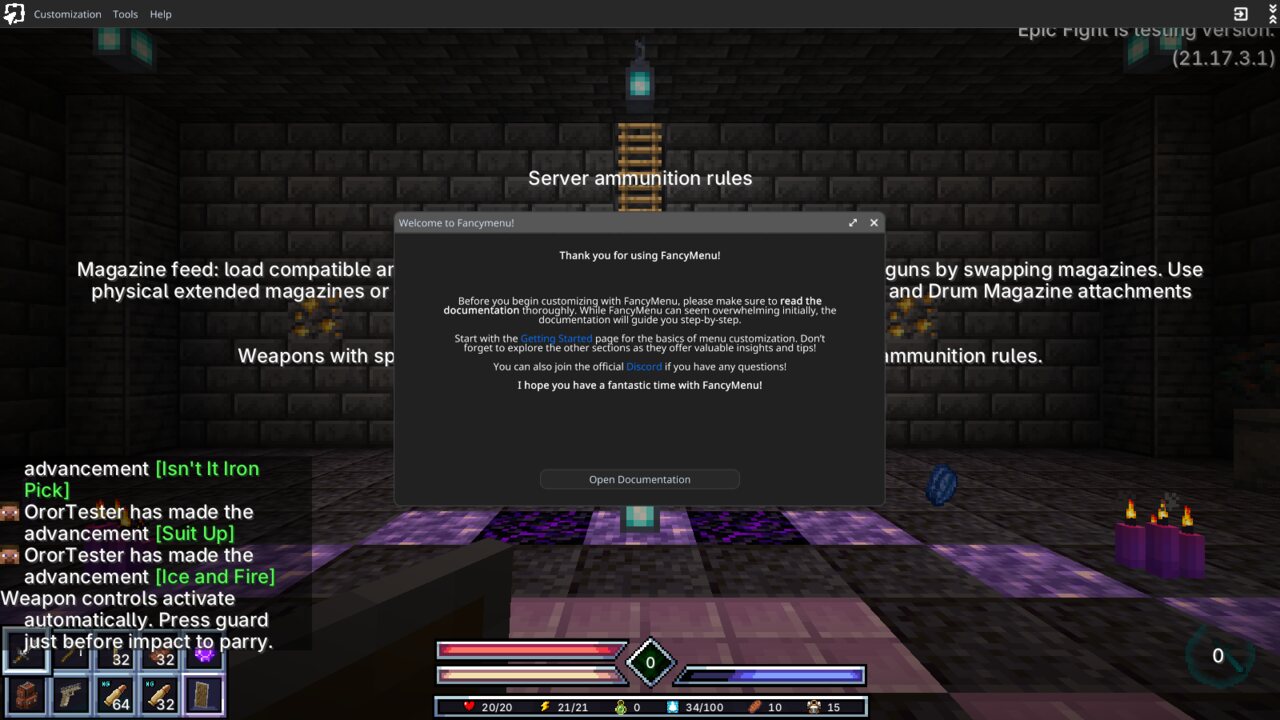 Customization Tools Help
Epic Fight is testing version.
(21.17.3.1)
Server ammunition rules
Welcome to Fancymenu!
Thank you for using FancyMenu!
Magazine feed: load compatible
guns by swapping magazines. Use
physical extended magazines or
and Drum Magazine attachments
Before you begin customizing with FancyMenu, please make sure to read the
documentation thoroughly. While FancyMenu can seem overwhelming initially, the
documentation will guide you step-by-step.
Start with the Getting Started page for the basics of menu customization. Don't
forget to explore the other sections as they offer valuable insights and tips!
Weapons with
ammunition rules.
You can also join the official Discord if you have any questions!
I hope you have a fantastic time with FancyMenu!
Open Documentation
advancement [Isn't It Iron
Pick]
OrorTester has made the
advancement [Suit Up]
OrorTester has made the
advancement [Ice and Fire]
Weapon controls activate
automatically. Press guard
just before impact to parry.
32 32
64 32
0
0
20/20 21/21 0 34/100 10 15